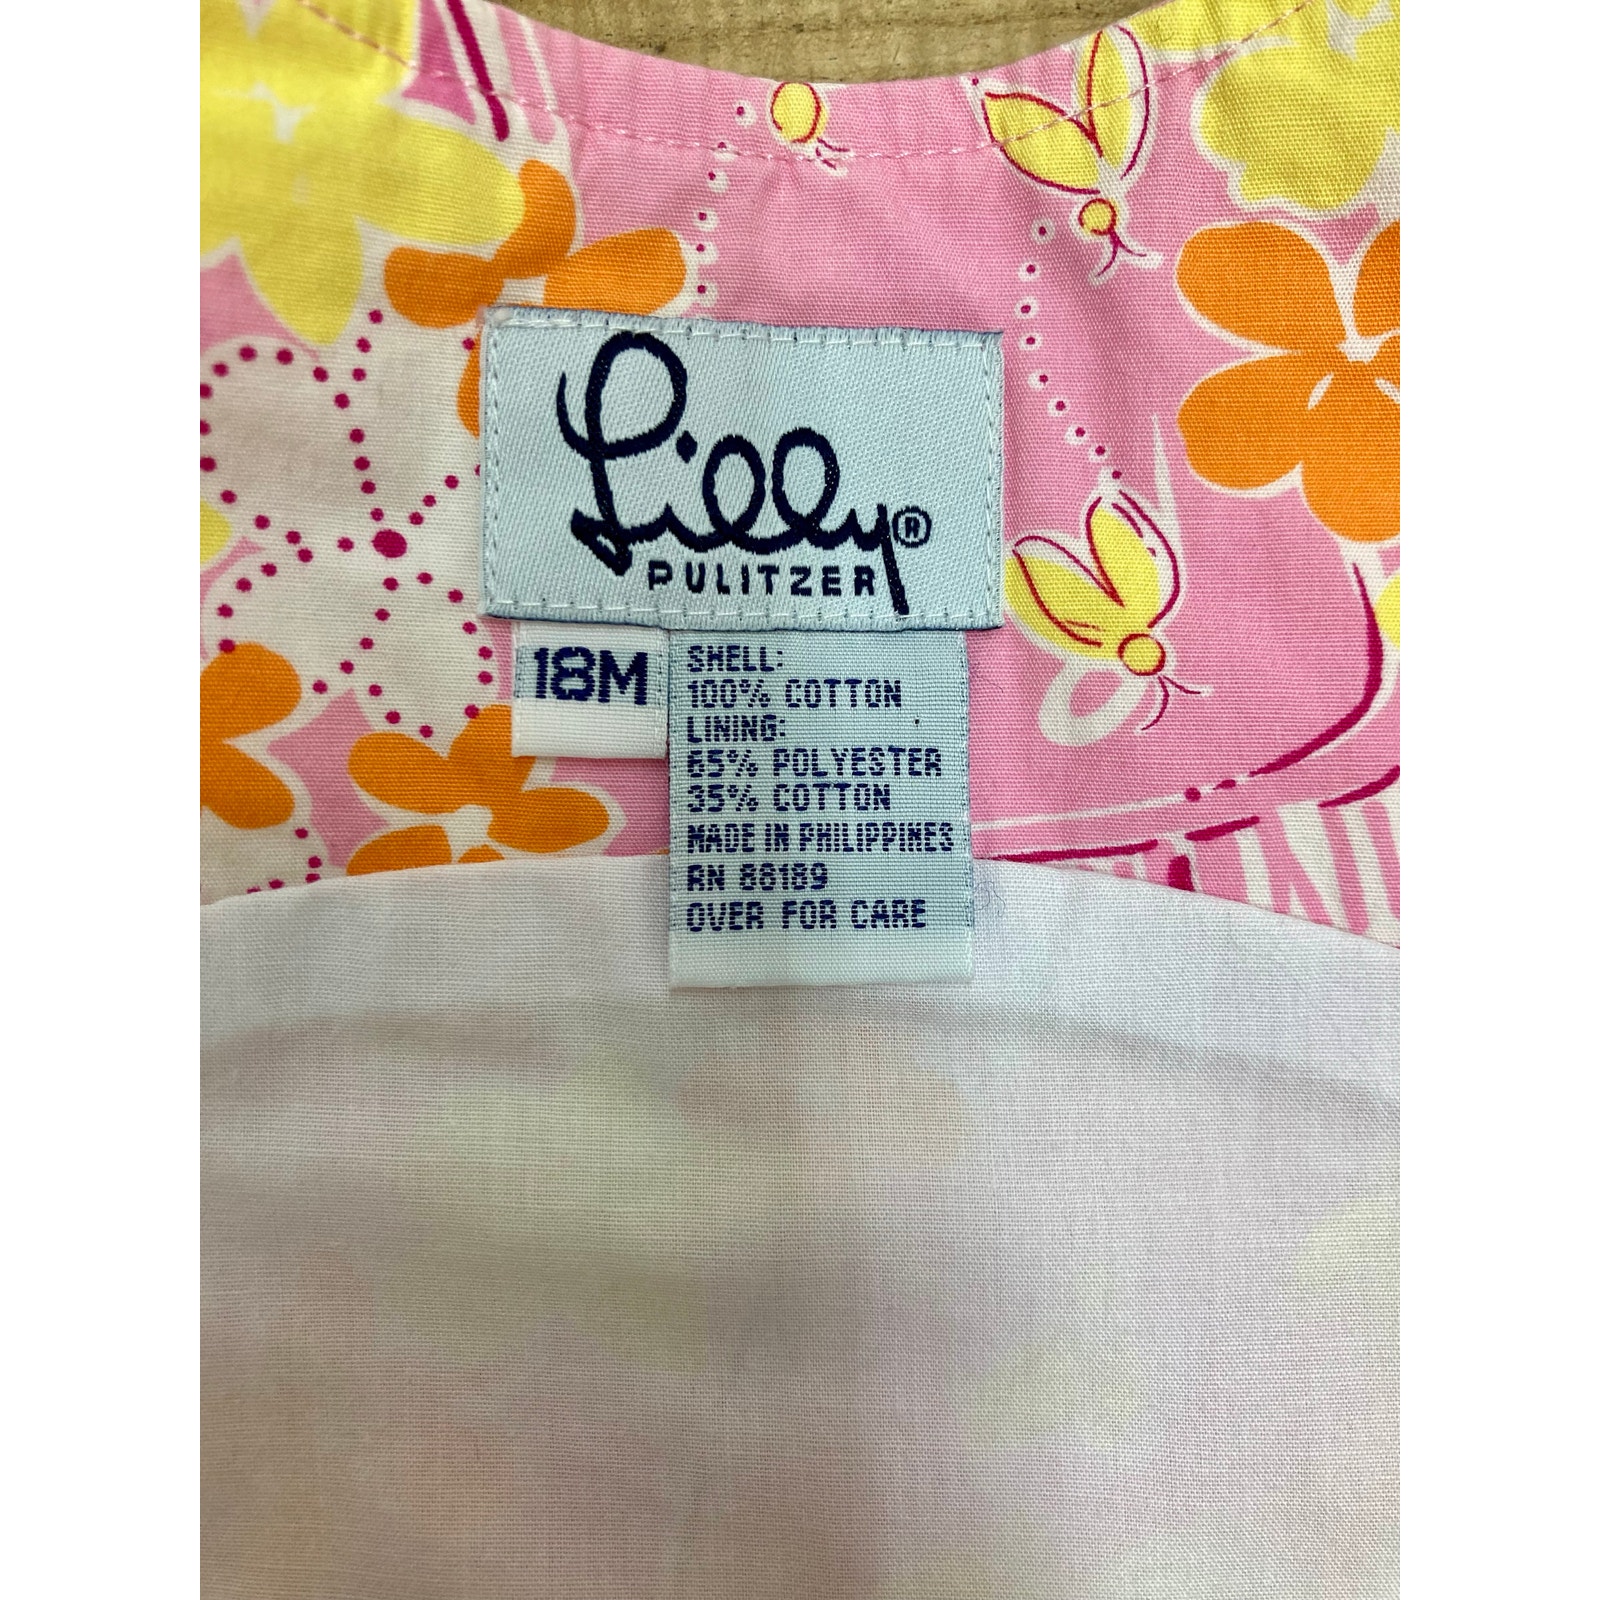 Lilly®
PULITZER
18M
SHELL:
100% COTTON
LINING:
65% POLYESTER
35% COTTON
MADE IN PHILIPPINES
RN 88189
OVER FOR CARE